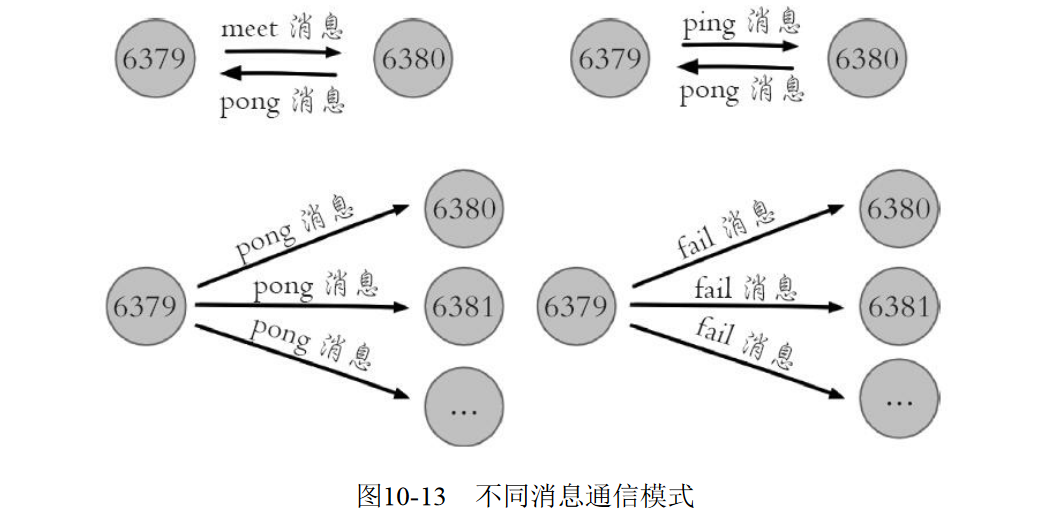 meet 消息
6379
6380
pong 消息
ping 消息
6379
6380
pong 消息
6380
pong 消息
6379
pong 消息
6381
pong 消息
...
6380
fail 消息
6379
fail 消息
6381
fail 消息
...
图10-13 不同消息通信模式